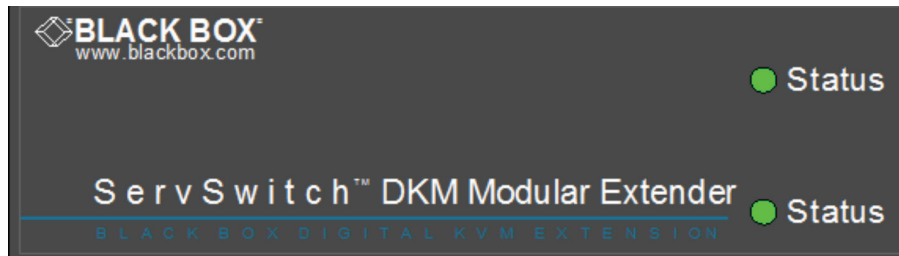 BLACK BOX®
www.blackbox.com
Status
ServSwitch™ DKM Modular Extender
Status
BLACK BOX DIGITAL KVM EXTENSION